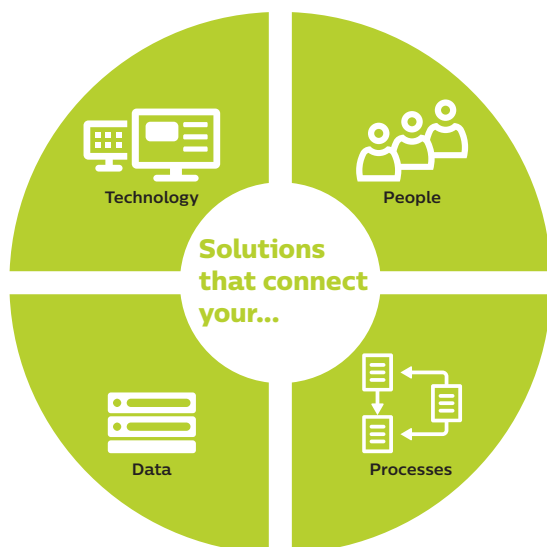 Technology
People
Solutions
that connect
your...
Data
Processes